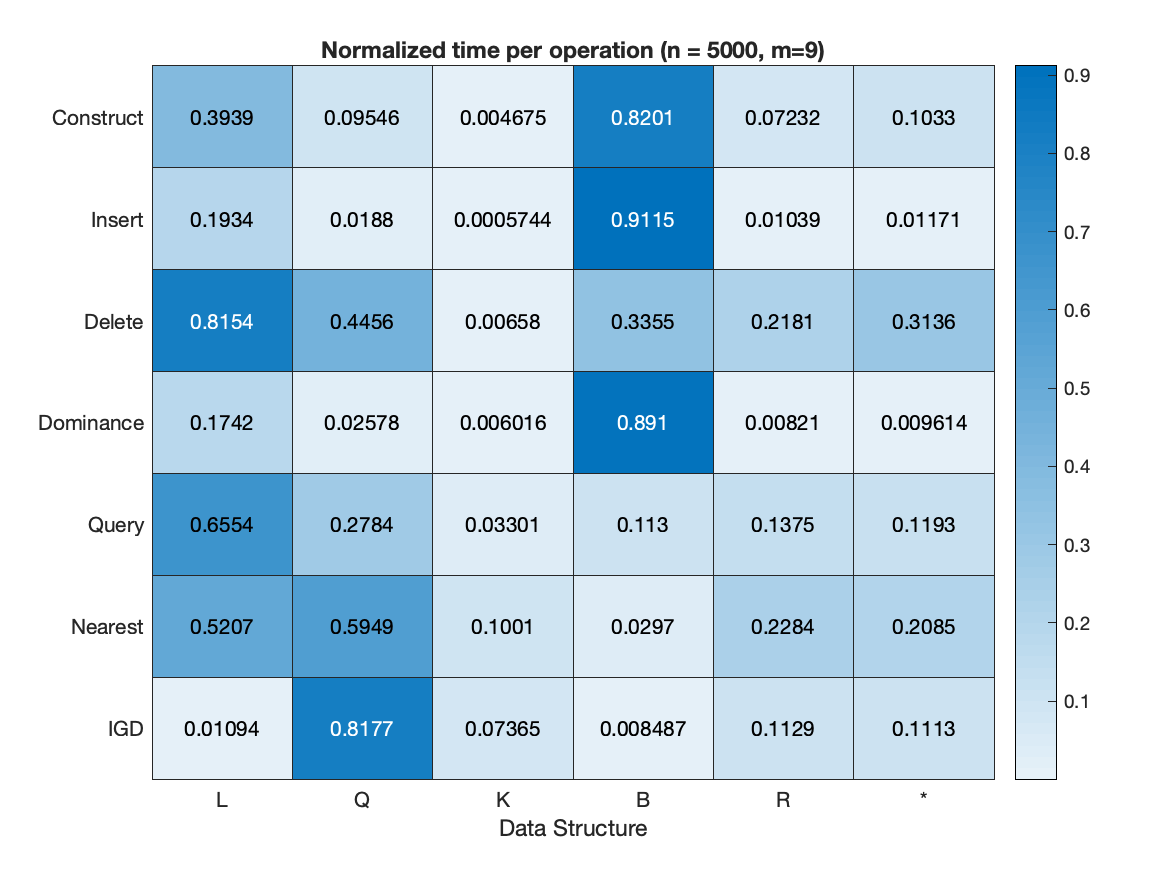 Normalized time per operation (n = 5000, m=9)
Construct 0.3939 0.09546 0.004675 0.8201 0.07232 0.1033
Insert 0.1934 0.0188 0.0005744 0.9115 0.01039 0.01171
Delete 0.8154 0.4456 0.00658 0.3355 0.2181 0.3136
Dominance 0.1742 0.02578 0.006016 0.891 0.00821 0.009614
Query 0.6554 0.2784 0.03301 0.113 0.1375 0.1193
Nearest 0.5207 0.5949 0.1001 0.0297 0.2284 0.2085
IGD 0.01094 0.8177 0.07365 0.008487 0.1129 0.1113
L Q K B R *
Data Structure
0.9
0.8
0.7
0.6
0.5
0.4
0.3
0.2
0.1